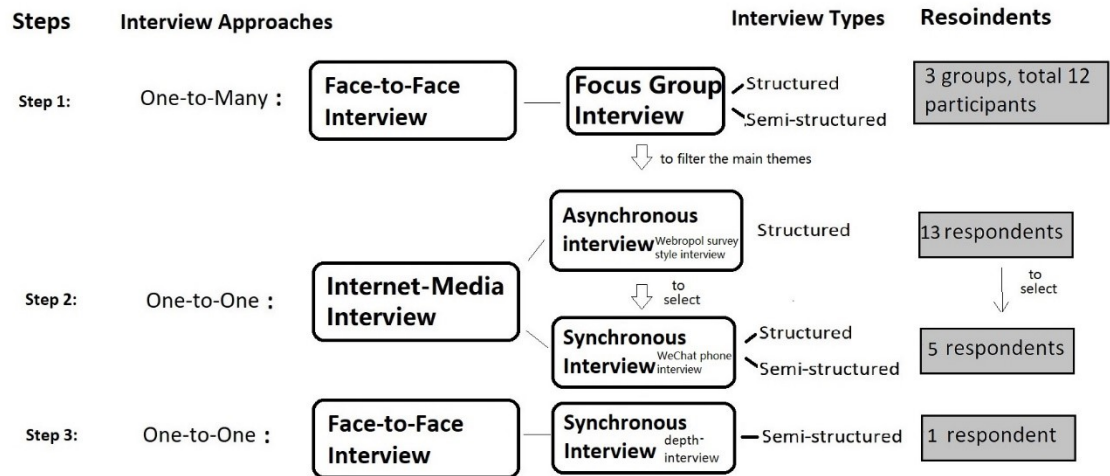 Steps
Interview Approaches
Interview Types
Resoindents
Step 1:
One-to-Many :
Face-to-Face
Interview
Focus Group
Interview
Structured
Semi-structured
3 groups, total 12
participants
to filter the main themes
Step 2:
One-to-One :
Internet-Media
Interview
Asynchronous
interview Webropol survey
style interview
Structured
13 respondents
to
select
to
select
Synchronous
Interview WeChat phone
interview
Structured
Semi-structured
5 respondents
Step 3:
One-to-One :
Face-to-Face
Interview
Synchronous
Interview depth-
interview
Semi-structured
1 respondent